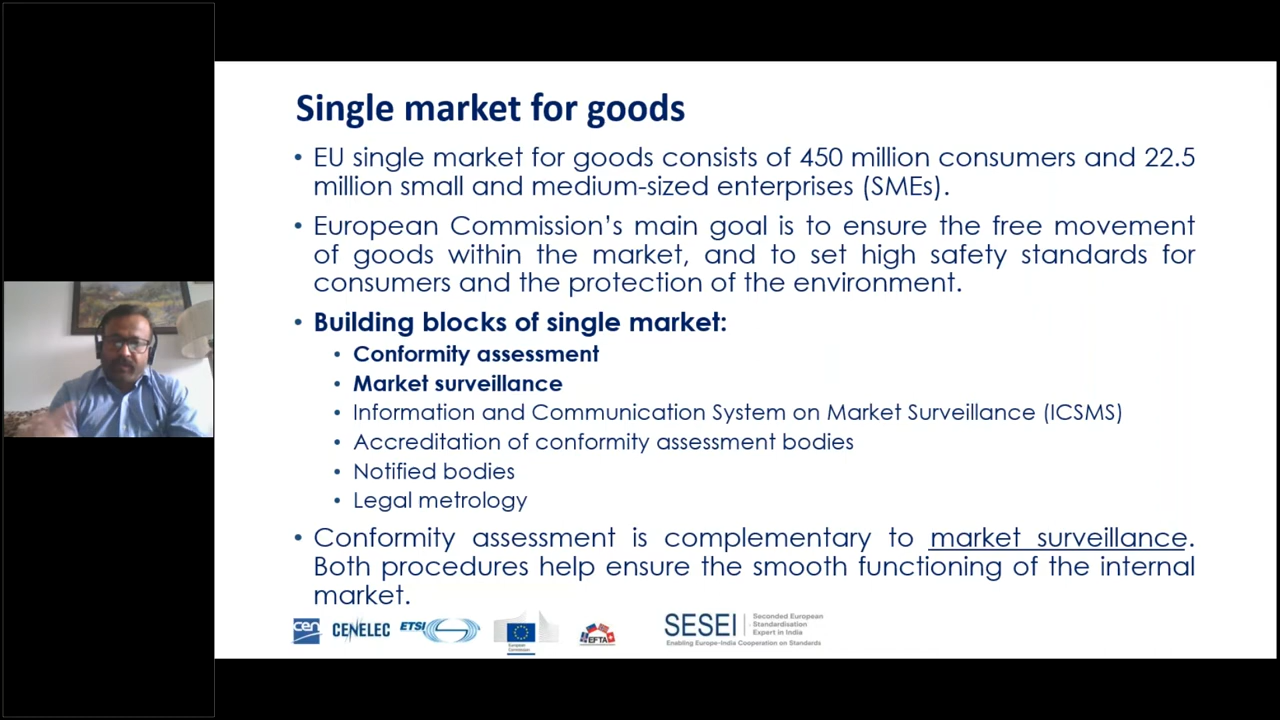 Single market for goods
• EU single market for goods consists of 450 million consumers and 22.5
million small and medium-sized enterprises (SMEs).
• European Commission’s main goal is to ensure the free movement
of goods within the market, and to set high safety standards for
consumers and the protection of the environment.
• Building blocks of single market:
• Conformity assessment
• Market surveillance
• Information and Communication System on Market Surveillance (ICSMS)
• Accreditation of conformity assessment bodies
• Notified bodies
• Legal metrology
• Conformity assessment is complementary to market surveillance.
Both procedures help ensure the smooth functioning of the internal
market.
cen
CENELEC
ETSI
European
Commission
EFTA
SESEI
Seconded European
Standardisation
Expert in India
Enabling Europe-India Cooperation on Standards